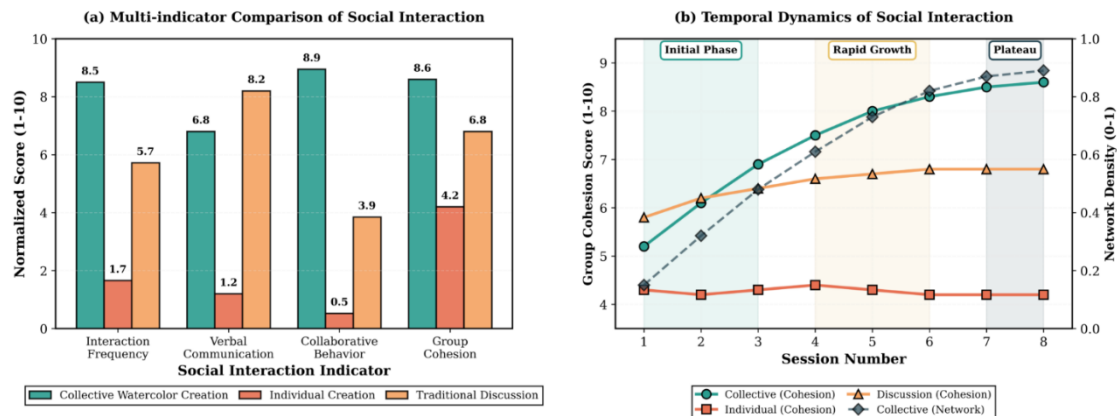 (a) Multi-indicator Comparison of Social Interaction
Normalized Score (1-10)
10
8
6
4
2
0
8.5
1.7
5.7
6.8
1.2
8.2
8.9
0.5
3.9
8.6
4.2
6.8
Interaction
Frequency
Verbal
Communication
Collaborative
Behavior
Group
Cohesion
Social Interaction Indicator
Collective Watercolor Creation
Individual Creation
Traditional Discussion
(b) Temporal Dynamics of Social Interaction
Group Cohesion Score (1-10)
9
8
7
6
5
4
Initial Phase
Rapid Growth
Plateau
1.0
0.8
0.6
0.4
0.2
0.0
Network Density (0-1)
1 2 3 4 5 6 7 8
Session Number
Collective (Cohesion)
Individual (Cohesion)
Discussion (Cohesion)
Collective (Network)